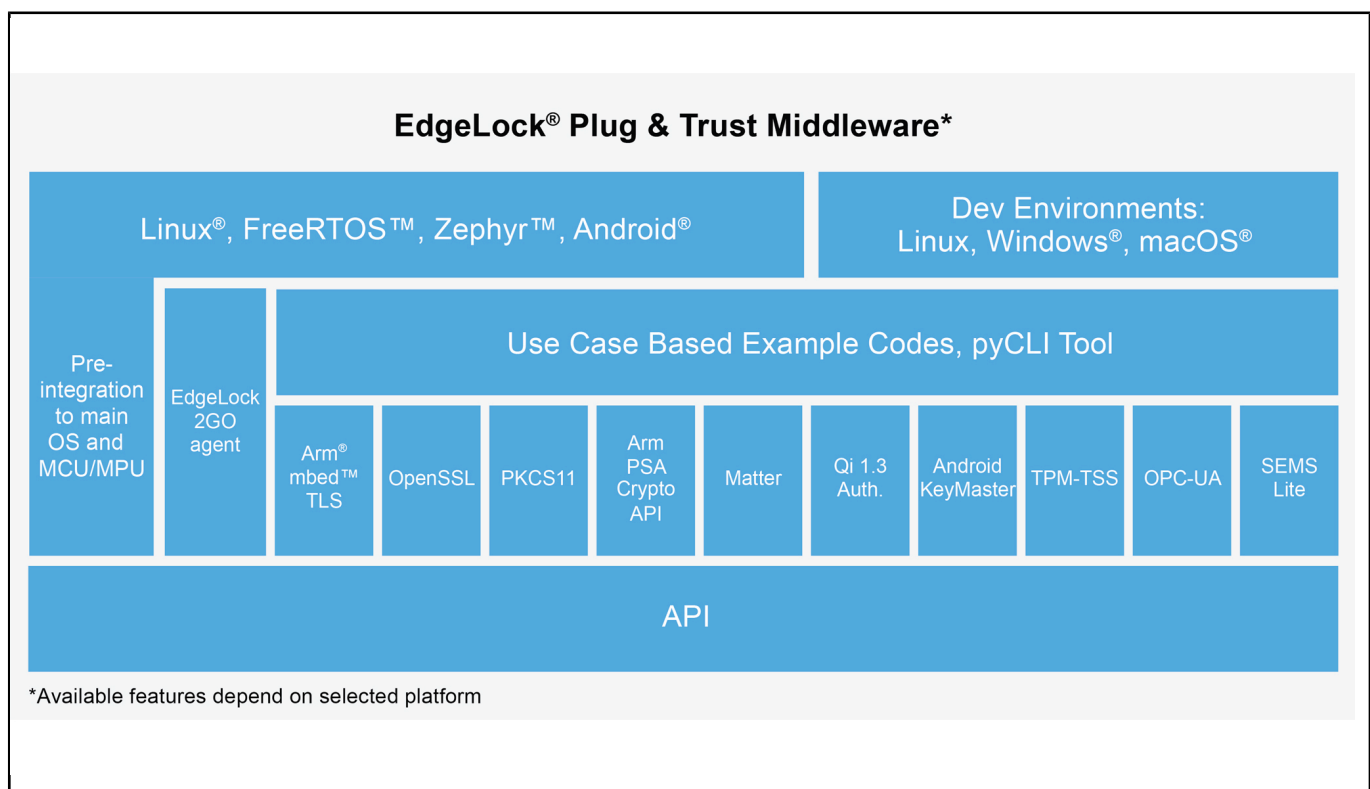 EdgeLock® Plug & Trust Middleware*
Linux®, FreeRTOS™, Zephyr™, Android®
Dev Environments:
Linux, Windows®, macOS®
Pre-
integration
to main
OS and
MCU/MPU
EdgeLock
2GO
agent
Use Case Based Example Codes, pyCLI Tool
Arm®
mbed™
TLS
OpenSSL
PKCS11
Arm
PSA
Crypto
API
Matter
Qi 1.3
Auth.
Android
KeyMaster
TPM-TSS
OPC-UA
SEMS
Lite
API
*Available features depend on selected platform